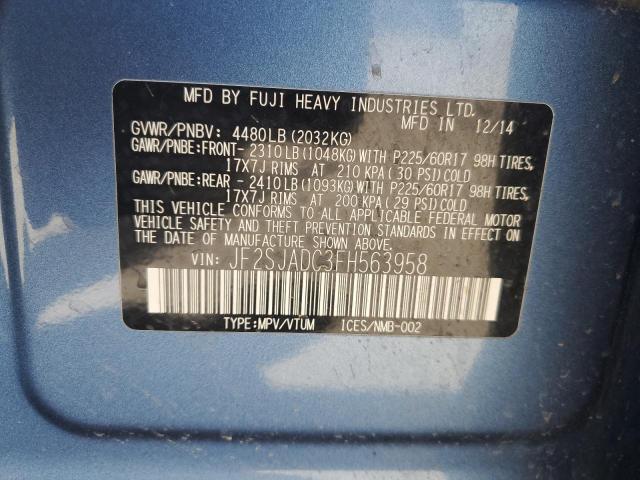 MFD BY FUJI HEAVY INDUSTRIES LTD.
MFD IN 12/14
GVWR/PNBV: 4480LB(2032KG)
GAWR/PNBE:FRONT- 2310LB(1048KG)WITH P225/60R17 98H TIRES,
17X7J RIMS AT 210 KPA(30 PSI)COLD
GAWR/PNBE:REAR - 2410LB(1093KG)WITH P225/60R17 98H TIRES,
17X7J RIMS AT 200 KPA(29 PSI)COLD
THIS VEHICLE CONFORMS TO ALL APPLICABLE FEDERAL MOTOR
VEHICLE SAFETY AND THEFT PREVENTION STANDARDS IN EFFECT ON
THE DATE OF MANUFACTURE SHOWN ABOVE.
VIN: JF2SJADC3FH563958
TYPE:MPV/VTUM ICES/NMB-002